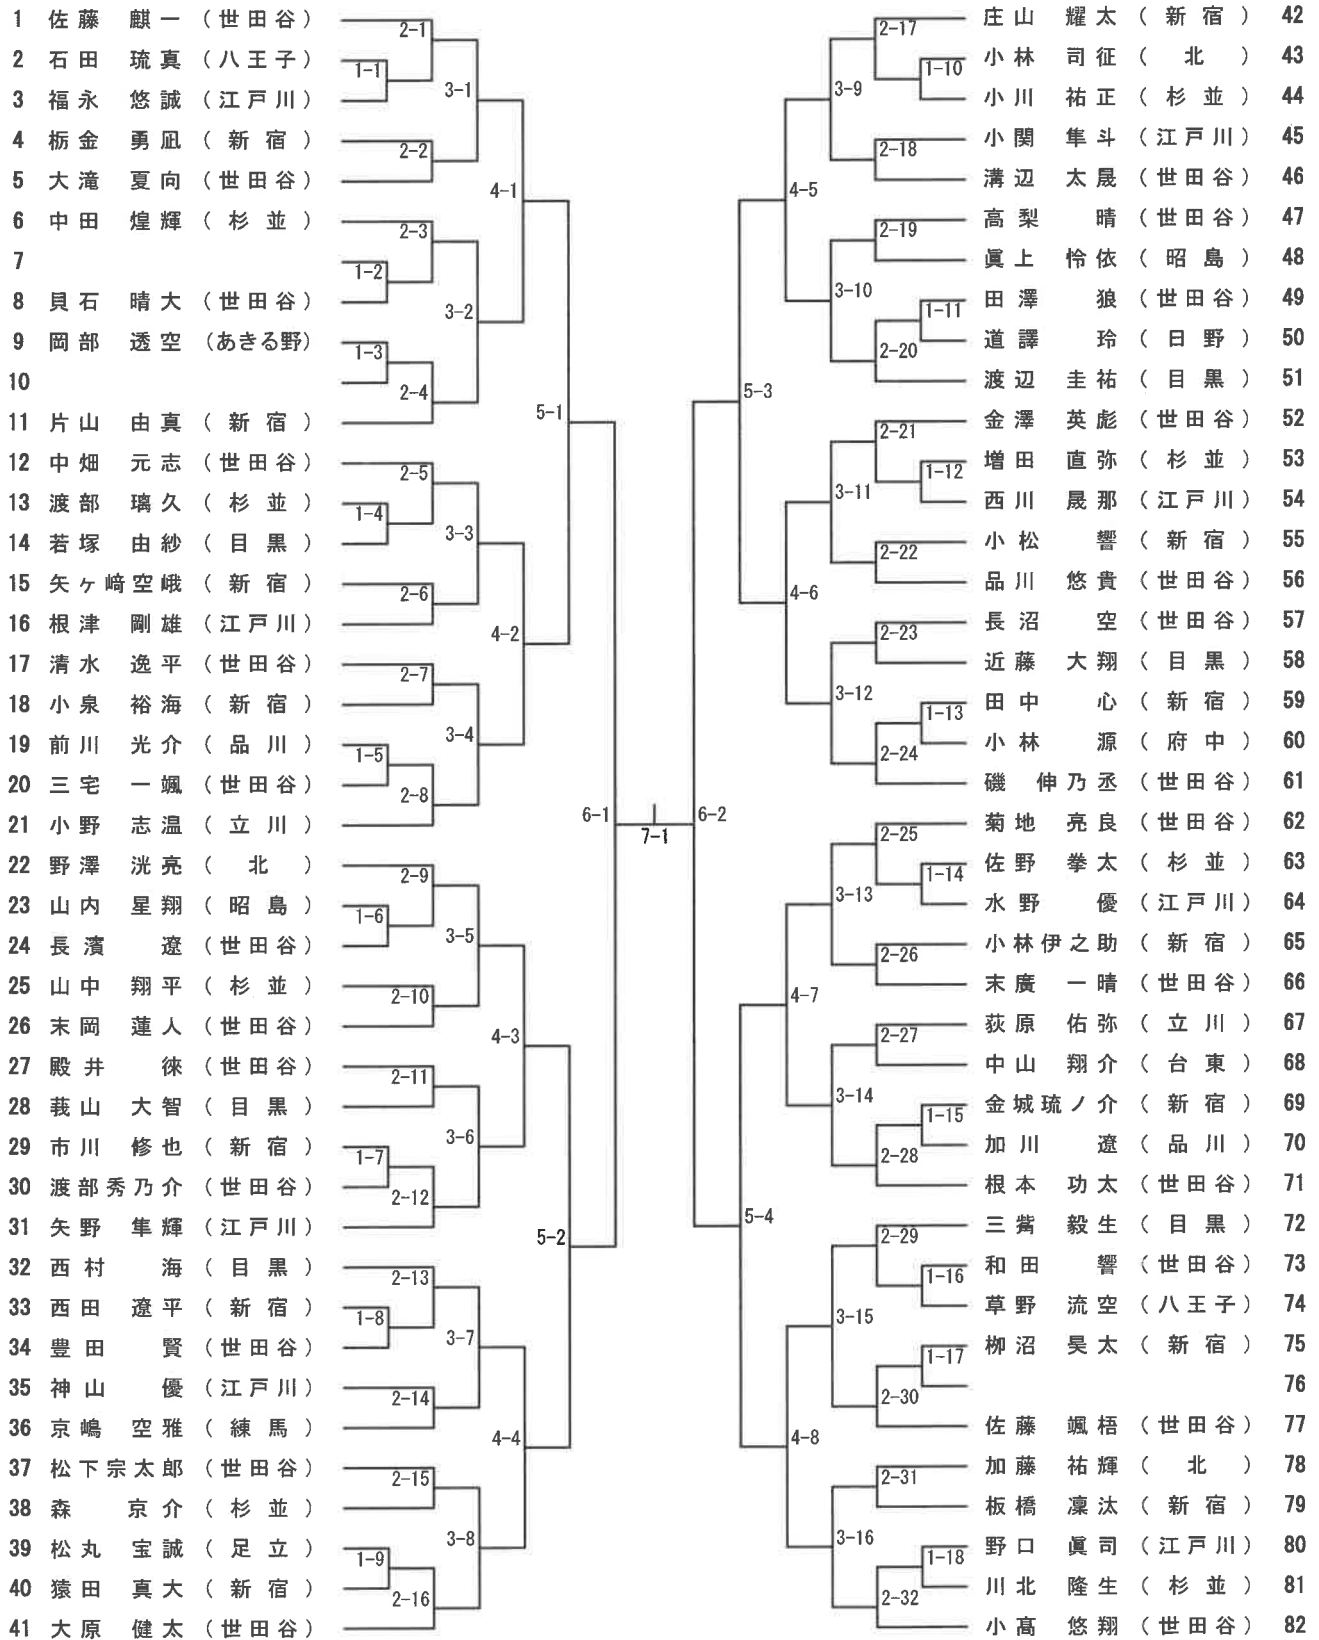 1 佐藤 麒一 (世田谷)
2 石田 琉真 (八王子)
3 福永 悠誠 (江戸川)
4 栃金 勇凪 (新宿)
5 大滝 夏向 (世田谷)
6 中田 煌輝 (杉並)
7
8 貝石 晴大 (世田谷)
9 岡部 透空 (あきる野)
10
11 片山 由真 (新宿)
12 中畑 元志 (世田谷)
13 渡部 璃久 (杉並)
14 若塚 由紗 (目黒)
15 矢ヶ﨑空峨 (新宿)
16 根津 剛雄 (江戸川)
17 清水 逸平 (世田谷)
18 小泉 裕海 (新宿)
19 前川 光介 (品川)
20 三宅 一颯 (世田谷)
21 小野 志温 (立川)
22 野澤 洸亮 (北)
23 山内 星翔 (昭島)
24 長濱 遼 (世田谷)
25 山中 翔平 (杉並)
26 末岡 蓮人 (世田谷)
27 殿井 徠 (世田谷)
28 莪山 大智 (目黒)
29 市川 修也 (新宿)
30 渡部秀乃介 (世田谷)
31 矢野 隼輝 (江戸川)
32 西村 海 (目黒)
33 西田 遼平 (新宿)
34 豊田 賢 (世田谷)
35 神山 優 (江戸川)
36 京嶋 空雅 (練馬)
37 松下宗太郎 (世田谷)
38 森 京介 (杉並)
39 松丸 宝誠 (足立)
40 猿田 真大 (新宿)
41 大原 健太 (世田谷)
1-1
1-2
1-3
1-4
1-5
1-6
1-7
1-8
1-9
2-1
2-2
2-3
2-4
2-5
2-6
2-7
2-8
2-9
2-10
2-11
2-12
2-13
2-14
2-15
2-16
3-1
3-2
3-3
3-4
3-5
3-6
3-7
3-8
4-1
4-2
4-3
4-4
5-1
5-2
6-1
7-1
6-2
5-3
5-4
4-5
4-6
4-7
4-8
3-9
3-10
3-11
3-12
3-13
3-14
3-15
3-16
2-17
2-18
2-19
2-20
2-21
2-22
2-23
2-24
2-25
2-26
2-27
2-28
2-29
2-30
2-31
2-32
1-10
1-11
1-12
1-13
1-14
1-15
1-16
1-17
1-18
庄山 耀太 (新宿) 42
小林 司征 (北) 43
小川 祐正 (杉並) 44
小関 隼斗 (江戸川) 45
溝辺 太晟 (世田谷) 46
高梨 晴 (世田谷) 47
眞上 怜依 (昭島) 48
田澤 狼 (世田谷) 49
道譯 玲 (日野) 50
渡辺 圭祐 (目黒) 51
金澤 英彪 (世田谷) 52
増田 直弥 (杉並) 53
西川 晟那 (江戸川) 54
小松 響 (新宿) 55
品川 悠貴 (世田谷) 56
長沼 空 (世田谷) 57
近藤 大翔 (目黒) 58
田中 心 (新宿) 59
小林 源 (府中) 60
磯 伸乃丞 (世田谷) 61
菊地 亮良 (世田谷) 62
佐野 拳太 (杉並) 63
水野 優 (江戸川) 64
小林伊之助 (新宿) 65
末廣 一晴 (世田谷) 66
荻原 佑弥 (立川) 67
中山 翔介 (台東) 68
金城琉ノ介 (新宿) 69
加川 遼 (品川) 70
根本 功太 (世田谷) 71
三觜 毅生 (目黒) 72
和田 響 (世田谷) 73
草野 流空 (八王子) 74
栁沼 昊太 (新宿) 75
76
佐藤 颯梧 (世田谷) 77
加藤 祐輝 (北) 78
板橋 凜汰 (新宿) 79
野口 眞司 (江戸川) 80
川北 隆生 (杉並) 81
小髙 悠翔 (世田谷) 82